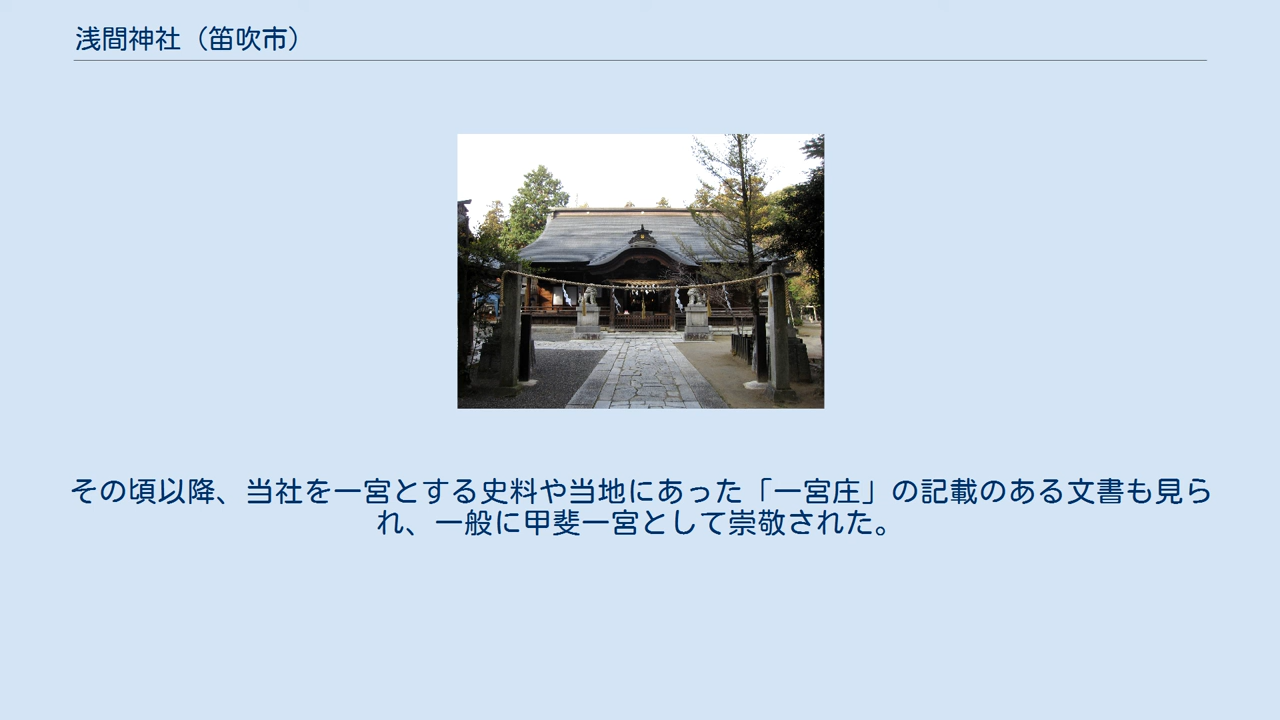 浅間神社（笛吹市）
その頃以降、当社を一宮とする史料や当地にあった「一宮庄」の記載のある文書も見ら
れ、一般に甲斐一宮として崇敬された。